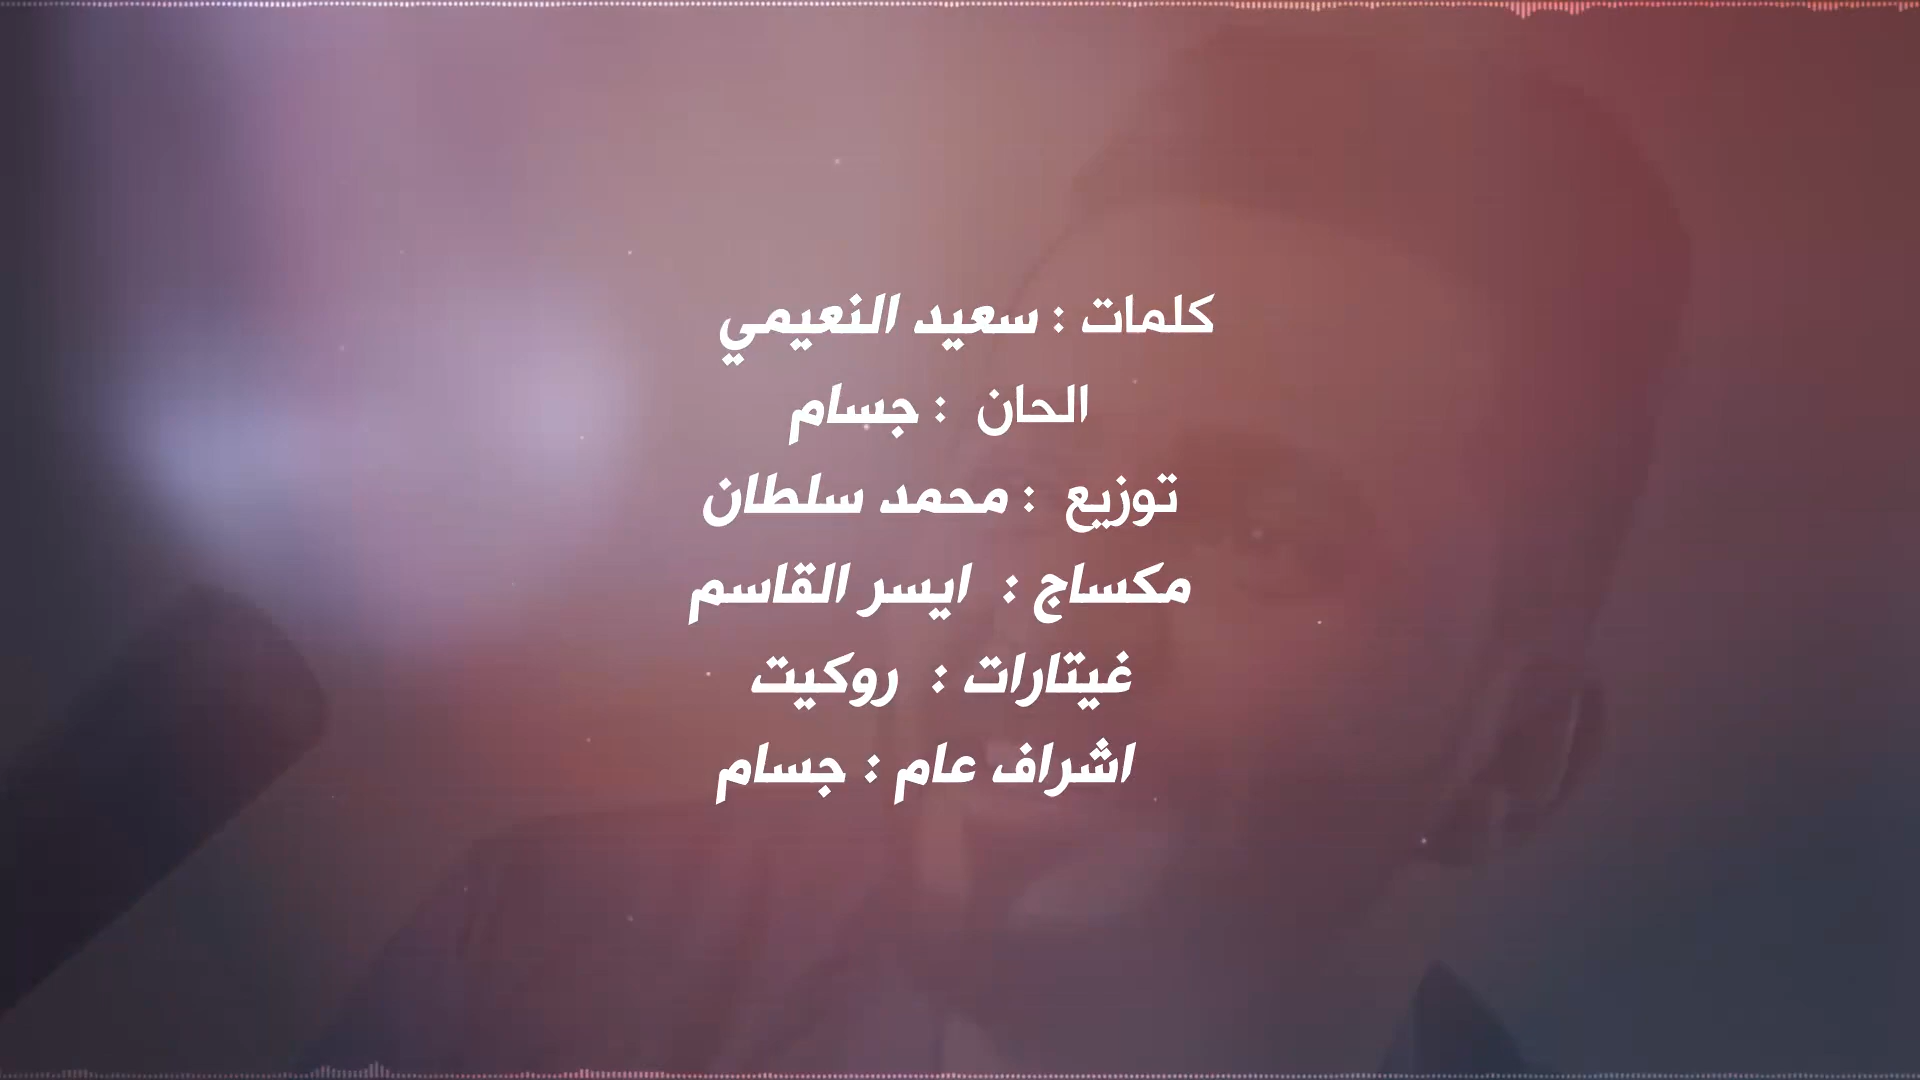 كلمات : سعيد النعيمي
الحان : جسام
توزيع : محمد سلطان
مكساج : ايسر القاسم
غيتارات : روكيت
اشراف عام : جسام